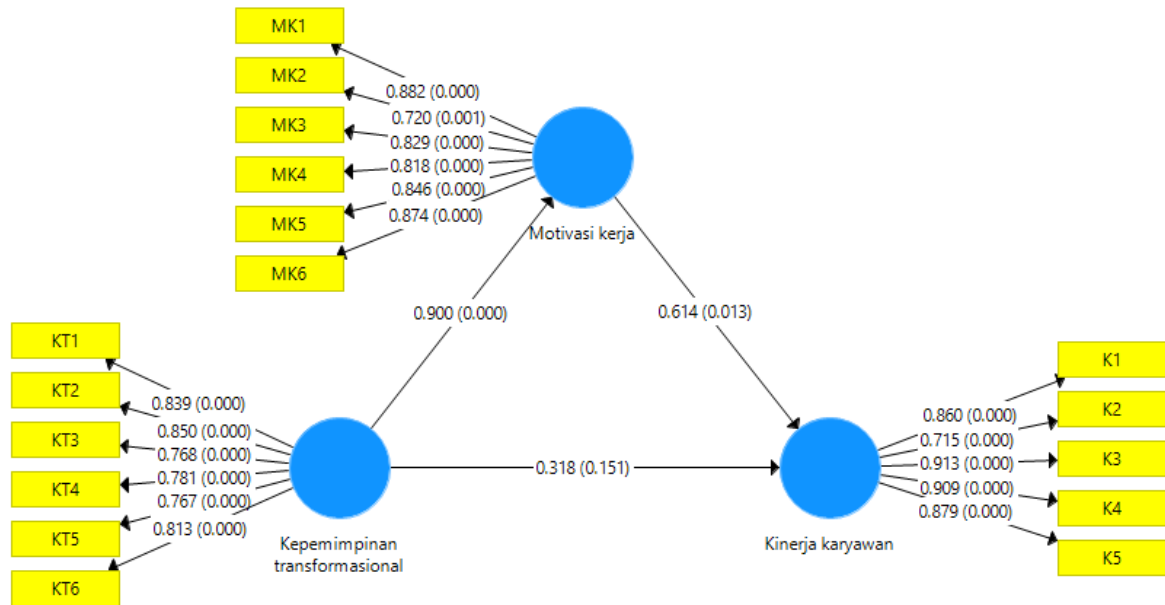 MK1
MK2
MK3
MK4
MK5
MK6
0.882 (0.000)
0.720 (0.001)
0.829 (0.000)
0.818 (0.000)
0.846 (0.000)
0.874 (0.000)
Motivasi kerja
0.900 (0.000)
0.614 (0.013)
KT1
KT2
KT3
KT4
KT5
KT6
0.839 (0.000)
0.850 (0.000)
0.768 (0.000)
0.781 (0.000)
0.767 (0.000)
0.813 (0.000)
Kepemimpinan
transformasional
0.318 (0.151)
Kinerja karyawan
0.860 (0.000)
0.715 (0.000)
0.913 (0.000)
0.909 (0.000)
0.879 (0.000)
K1
K2
K3
K4
K5